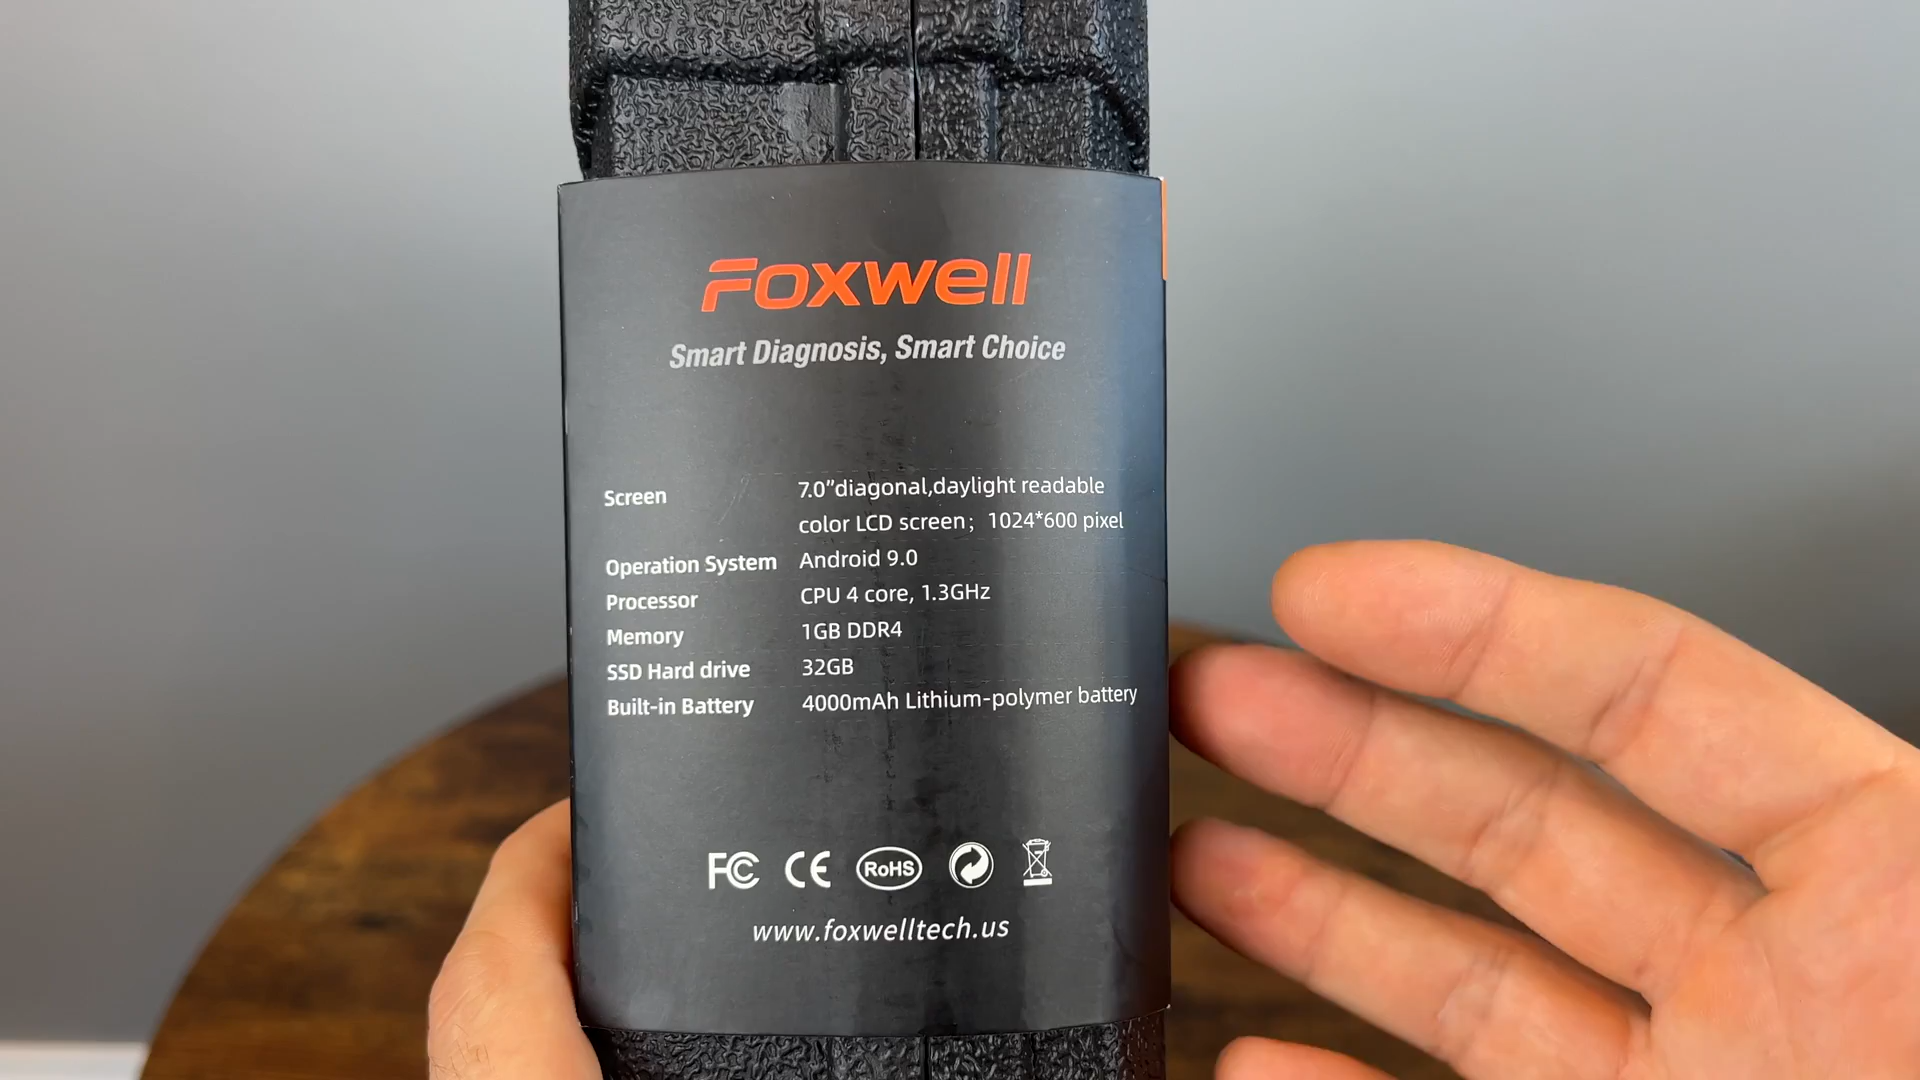 Foxwell
Smart Diagnosis, Smart Choice
Screen 7.0"diagonal,daylight readable
color LCD screen; 1024*600 pixel
Operation System Android 9.0
Processor CPU 4 core, 1.3GHz
Memory 1GB DDR4
SSD Hard drive 32GB
Built-in Battery 4000mAh Lithium-polymer battery
FC CE RoHS
www.foxwelltech.us